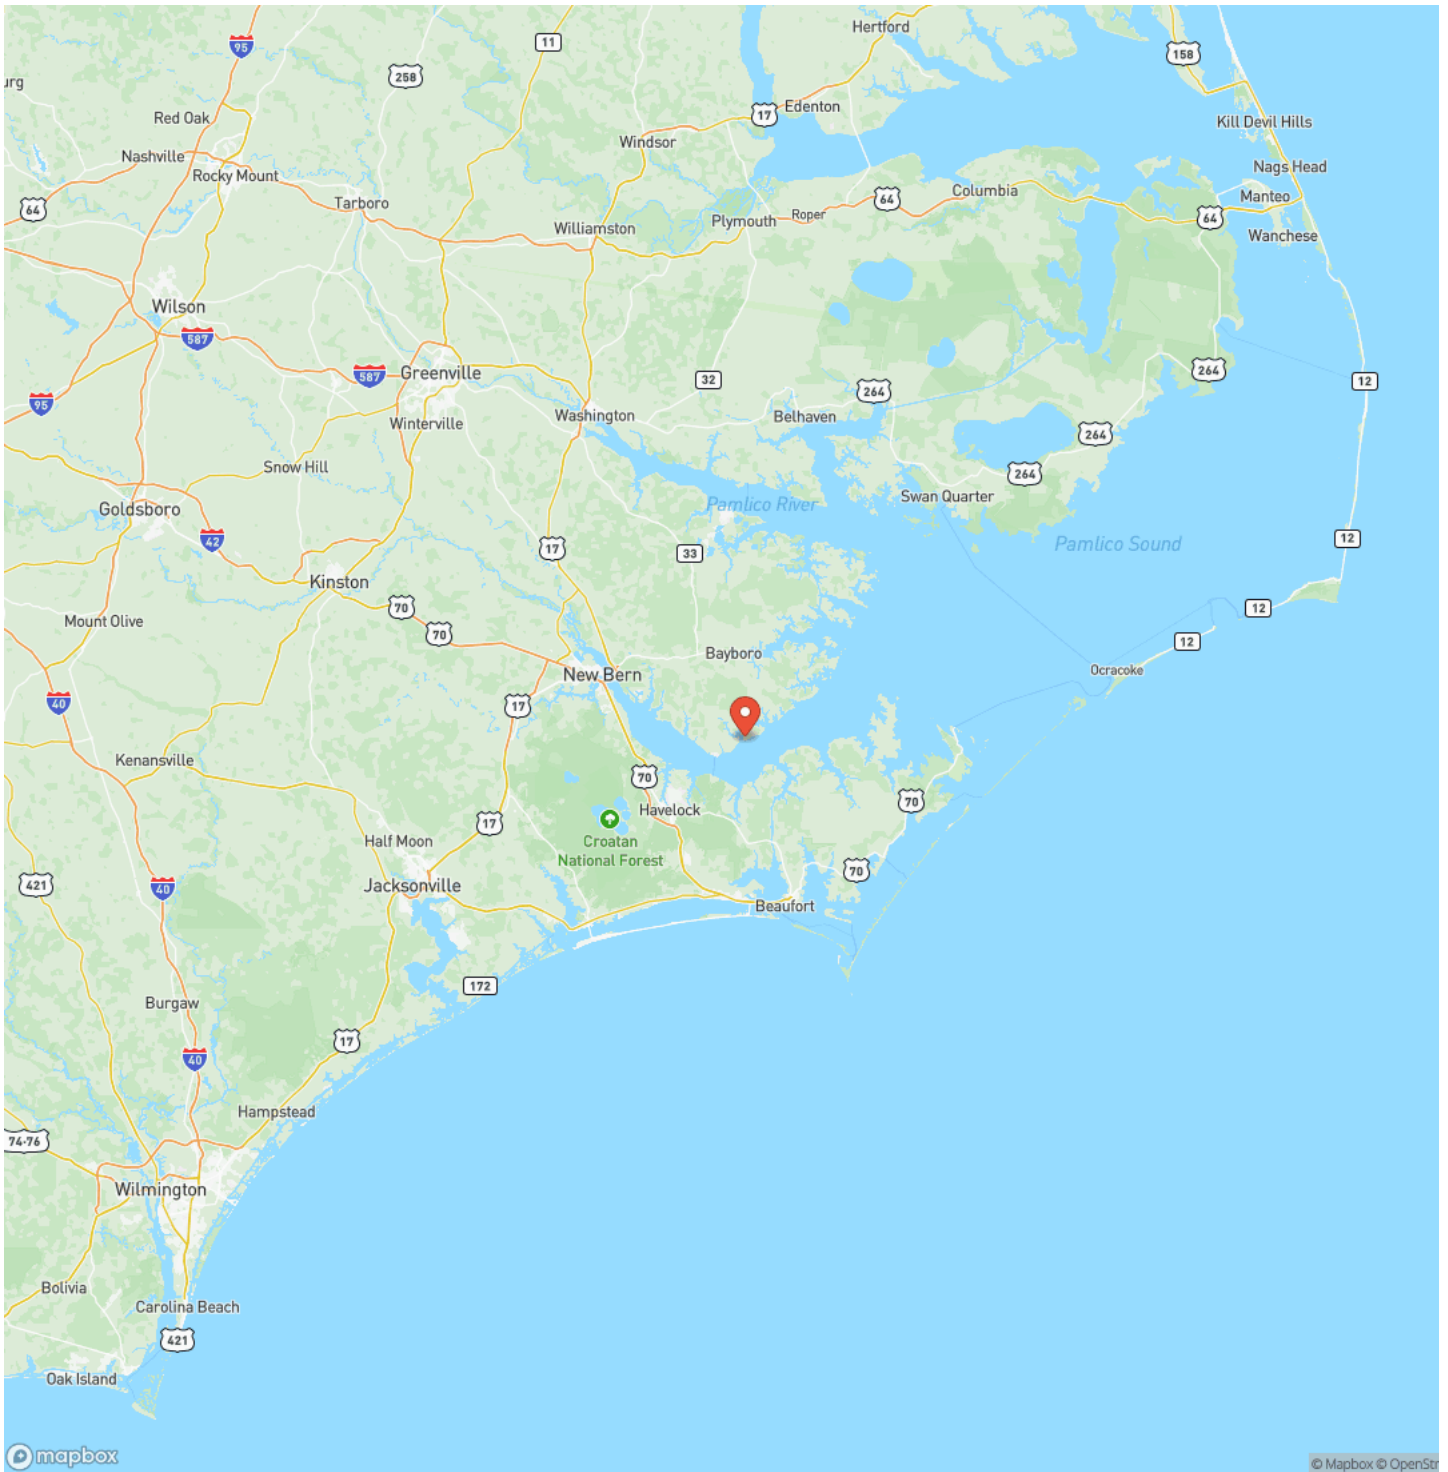 Hertford
95
11
158
258
urg
Edenton
17
Red Oak
Kill Devil Hills
Windsor
Nashville
Nags Head
Rocky Mount
Columbia
Manteo
64
Tarboro
64
Roper
64
Plymouth
Williamston
Wanchese
Wilson
587
Greenville
587
32
264
12
264
95
Washington
Belhaven
Winterville
264
Snow Hill
264
Swan Quarter
Pamlico River
Goldsboro
42
12
Pamlico Sound
17
33
Kinston
70
12
Mount Olive
70
12
Bayboro
Ocracoke
New Bern
40
17
Kenansville
70
70
Havelock
17
Half Moon
Croatan
National Forest
70
421
40
Jacksonville
Beaufort
172
Burgaw
17
40
Hampstead
74-76
Wilmington
Bolivia
Carolina Beach
421
Oak Island
mapbox
© Mapbox © OpenStr